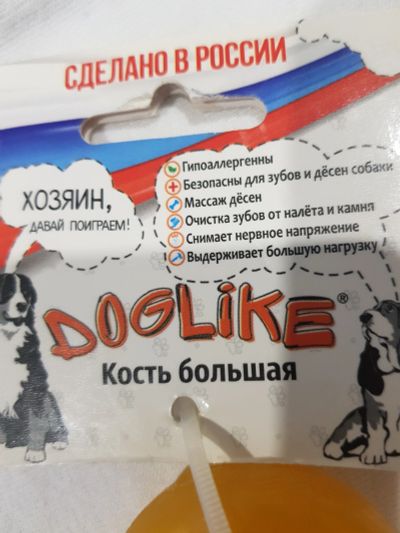 СДЕЛАНО В РОССИИ
ХОЗЯИН,
ДАВАЙ ПОИГРАЕМ!
Гипоаллергенны
Безопасны для зубов и дёсен собаки
Массаж дёсен
Очистка зубов от налёта и камня
Снимает нервное напряжение
Выдерживает большую нагрузку
DOGLiKE®
Кость большая